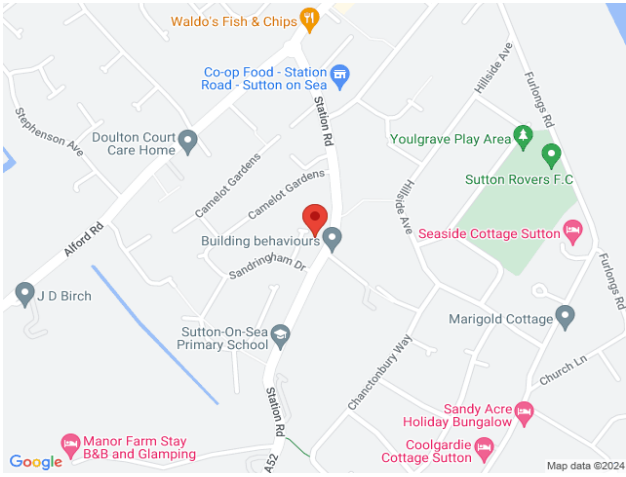 Waldo's Fish & Chips
Co-op Food - Station
Road - Sutton on Sea
Station Rd
Hillside Ave
Furlongs Rd
Stephenson Ave
Doulton Court
Care Home
Youlgrave Play Area
Sutton Rovers F.C
Camelot Gardens
Camelot Gardens
Hillside Ave
Alford Rd
Seaside Cottage Sutton
Building behaviours
Sandringham Dr
Furlongs Rd
J D Birch
Marigold Cottage
Sutton-On-Sea
Primary School
Chanctonbury Way
Church Ln
Station Rd
Sandy Acre
Holiday Bungalow
Manor Farm Stay
B&B and Glamping
Coolgardie
Cottage Sutton
A52
Google
Map data ©2024